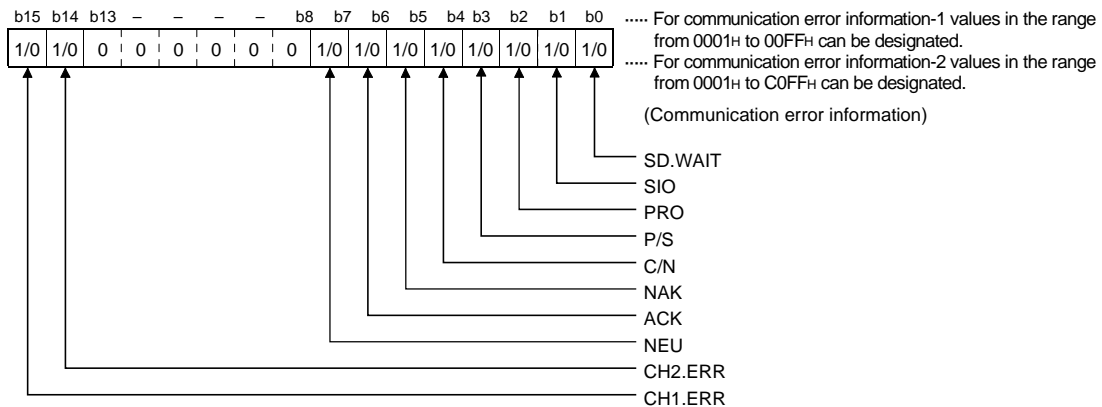 b15 b14 b13 – – – – b8 b7 b6 b5 b4 b3 b2 b1 b0
1/0 1/0 0 0 0 0 0 0 1/0 1/0 1/0 1/0 1/0 1/0 1/0 1/0
····· For communication error information-1 values in the range
from 0001H to 00FFH can be designated.
····· For communication error information-2 values in the range
from 0001H to C0FFH can be designated.
(Communication error information)
SD.WAIT
SIO
PRO
P/S
C/N
NAK
ACK
NEU
CH2.ERR
CH1.ERR